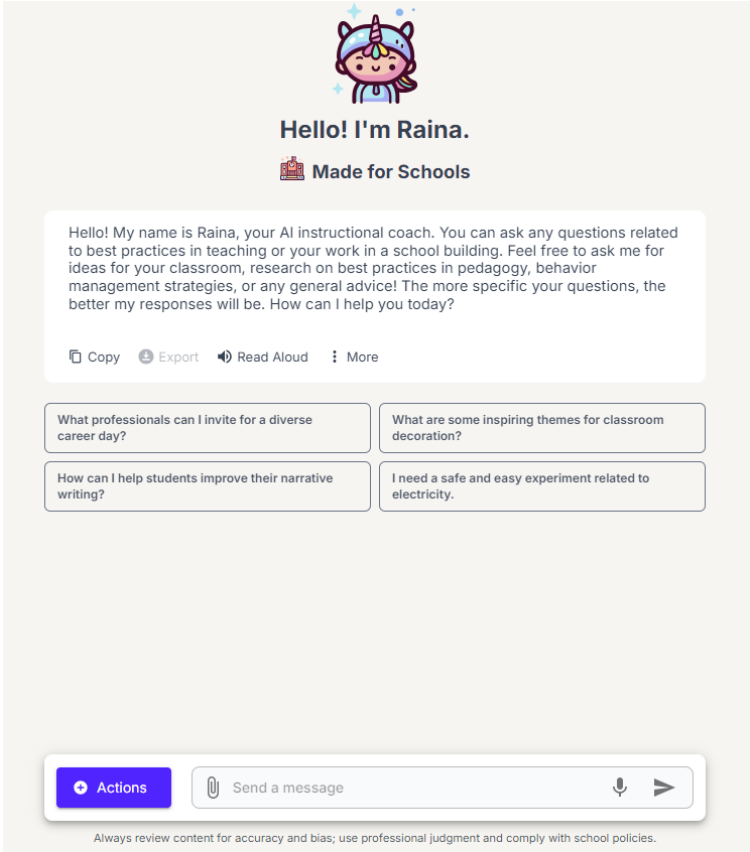 Hello! I'm Raina.
Made for Schools
Hello! My name is Raina, your AI instructional coach. You can ask any questions related
to best practices in teaching or your work in a school building. Feel free to ask me for
ideas for your classroom, research on best practices in pedagogy, behavior
management strategies, or any general advice! The more specific your questions, the
better my responses will be. How can I help you today?
Copy Export Read Aloud More
What professionals can I invite for a diverse
career day?
What are some inspiring themes for classroom
decoration?
How can I help students improve their narrative
writing?
I need a safe and easy experiment related to
electricity.
Actions Send a message
Always review content for accuracy and bias; use professional judgment and comply with school policies.